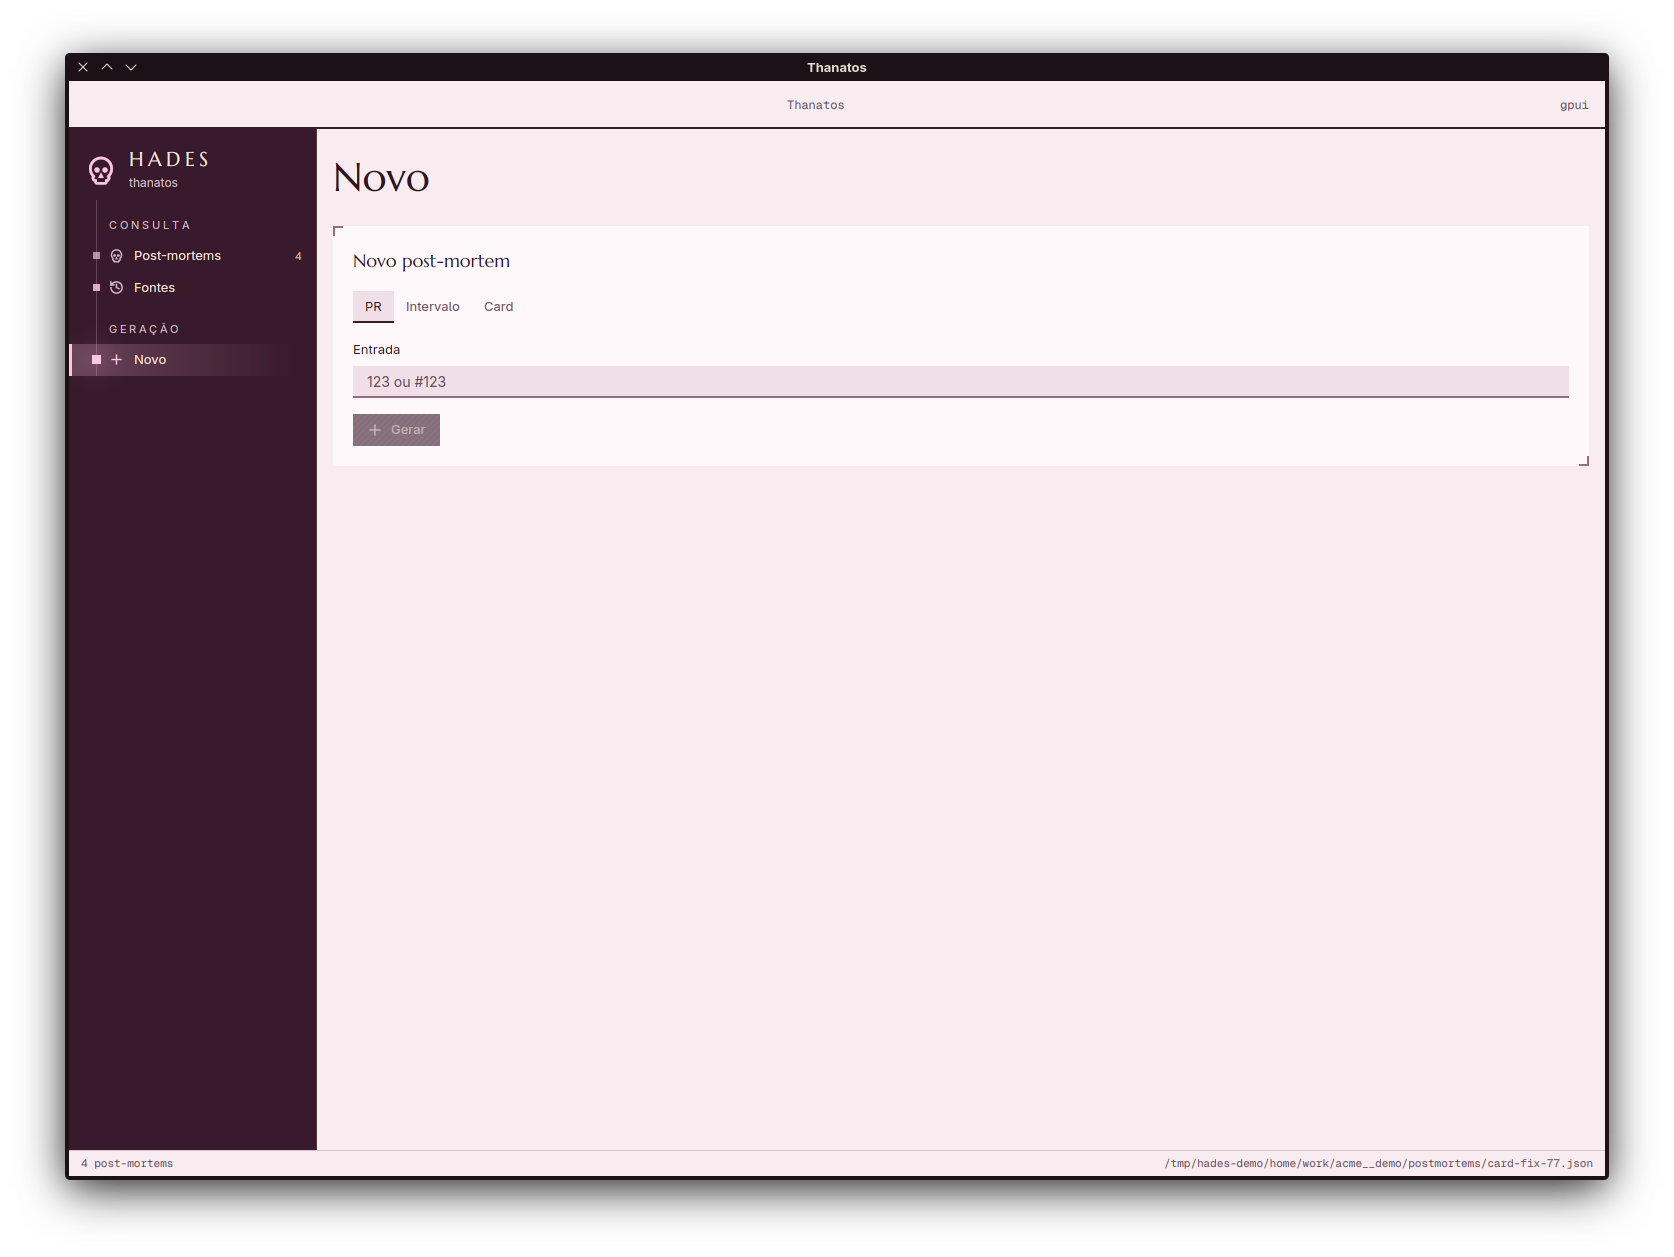 Thanatos
Thanatos
gpui
HADES
thanatos
CONSULTA
Post-mortems 4
Fontes
GERAÇÃO
Novo
Novo
Novo post-mortem
PR Intervalo Card
Entrada
123 ou #123
Gerar
4 post-mortems
/tmp/hades-demo/home/work/acme__demo/postmortems/card-fix-77.json